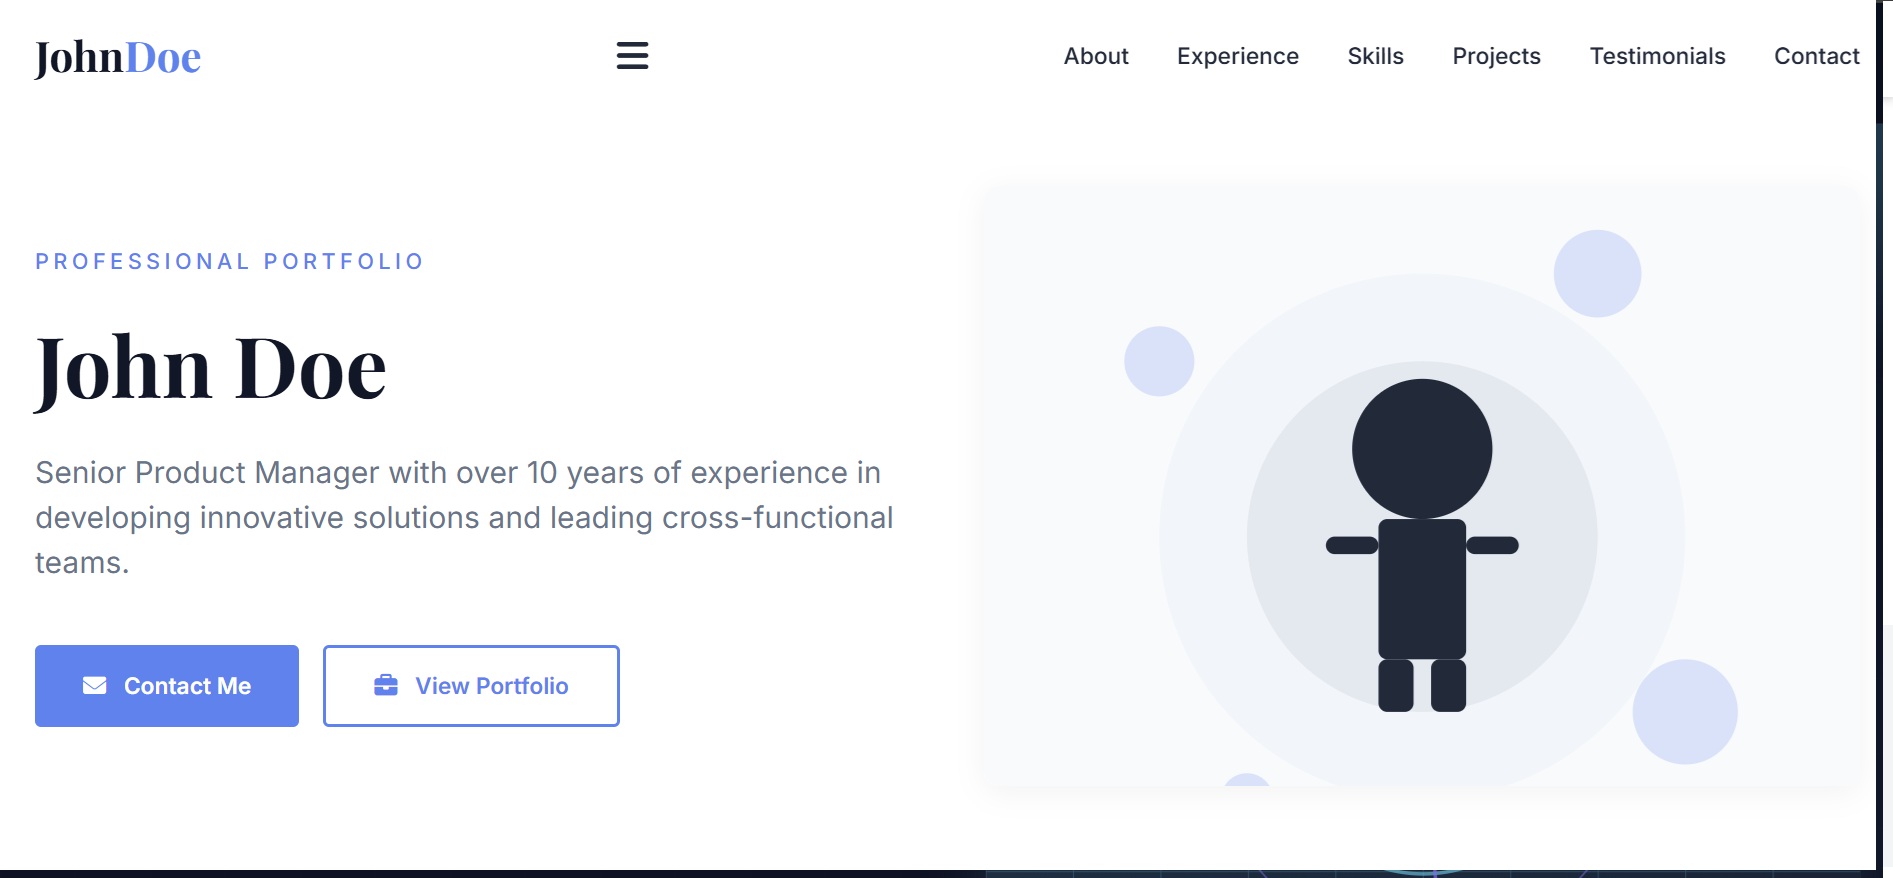 JohnDoe
About Experience Skills Projects Testimonials Contact
PROFESSIONAL PORTFOLIO
John Doe
Senior Product Manager with over 10 years of experience in
developing innovative solutions and leading cross-functional
teams.
Contact Me
View Portfolio